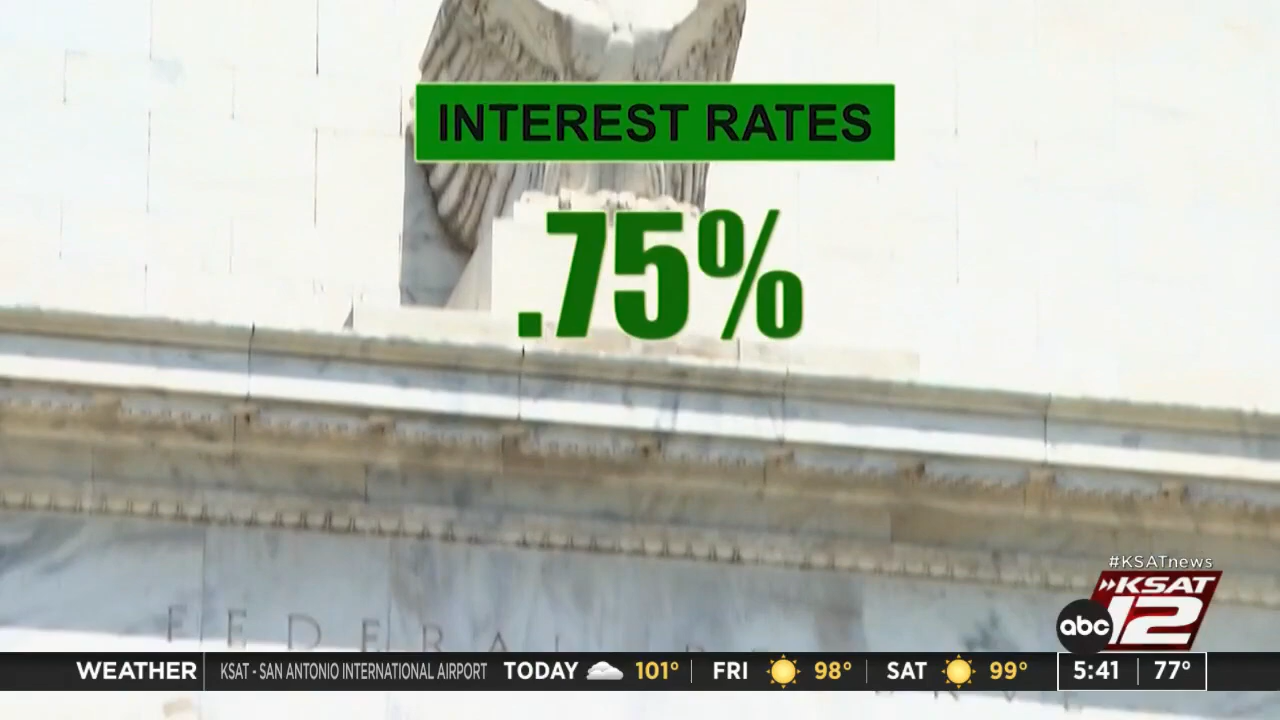 INTEREST RATES
.75%
#KSATnews
KSAT
abc 12
FEDERAL
WEATHER KSAT - SAN ANTONIO INTERNATIONAL AIRPORT TODAY 101° FRI 98° SAT 99° 5:41 77°